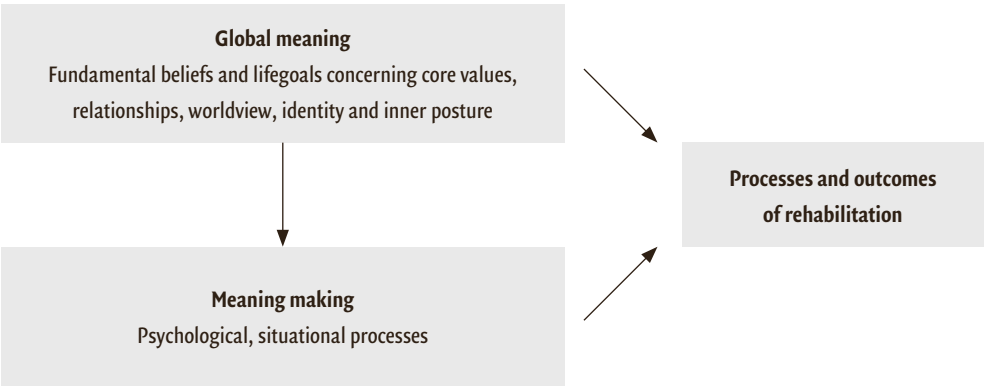 Global meaning
Fundamental beliefs and lifegoals concerning core values,
relationships, worldview, identity and inner posture
Processes and outcomes
of rehabilitation
Meaning making
Psychological, situational processes